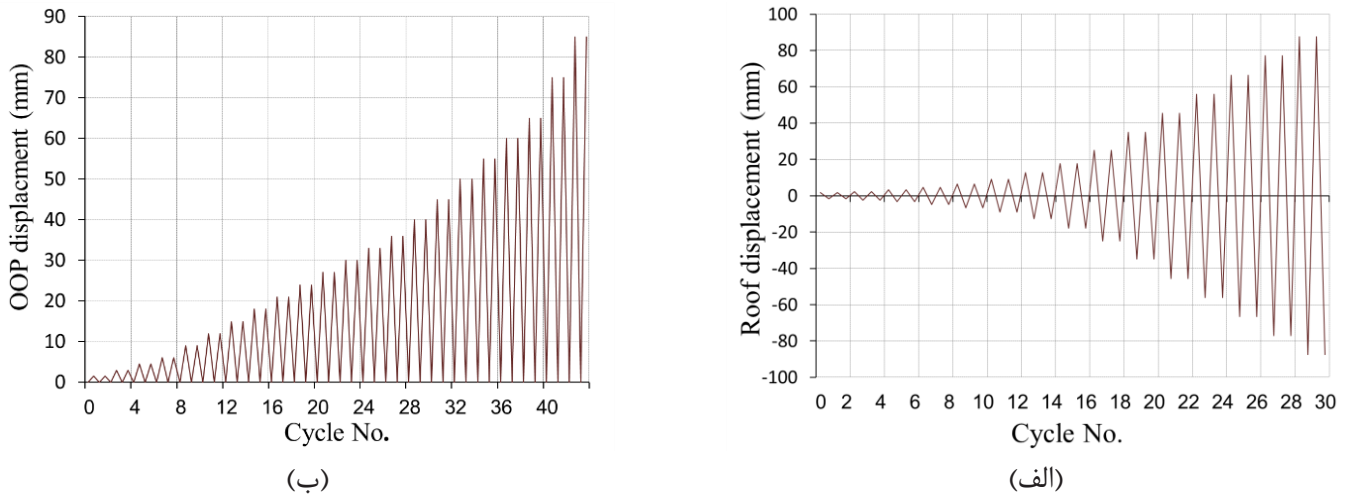 90
80
70
60
50
40
30
20
10
0
OOP displacment (mm)
0 4 8 12 16 20 24 28 32 36 40
Cycle No.
(ب)
100
80
60
40
20
0
-20
-40
-60
-80
-100
Roof displacement (mm)
0 2 4 6 8 10 12 14 16 18 20 22 24 26 28 30
Cycle No.
(الف)